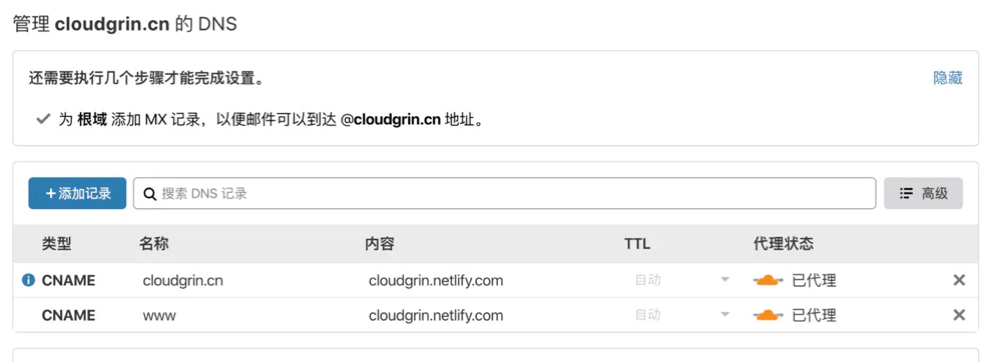 管理 cloudgrin.cn 的 DNS
还需要执行几个步骤才能完成设置。 隐藏
为 根域 添加 MX 记录，以便邮件可以到达 @cloudgrin.cn 地址。
+添加记录 搜索 DNS 记录 高级
类型 名称 内容 TTL 代理状态
CNAME cloudgrin.cn cloudgrin.netlify.com 自动 已代理
CNAME www cloudgrin.netlify.com 自动 已代理